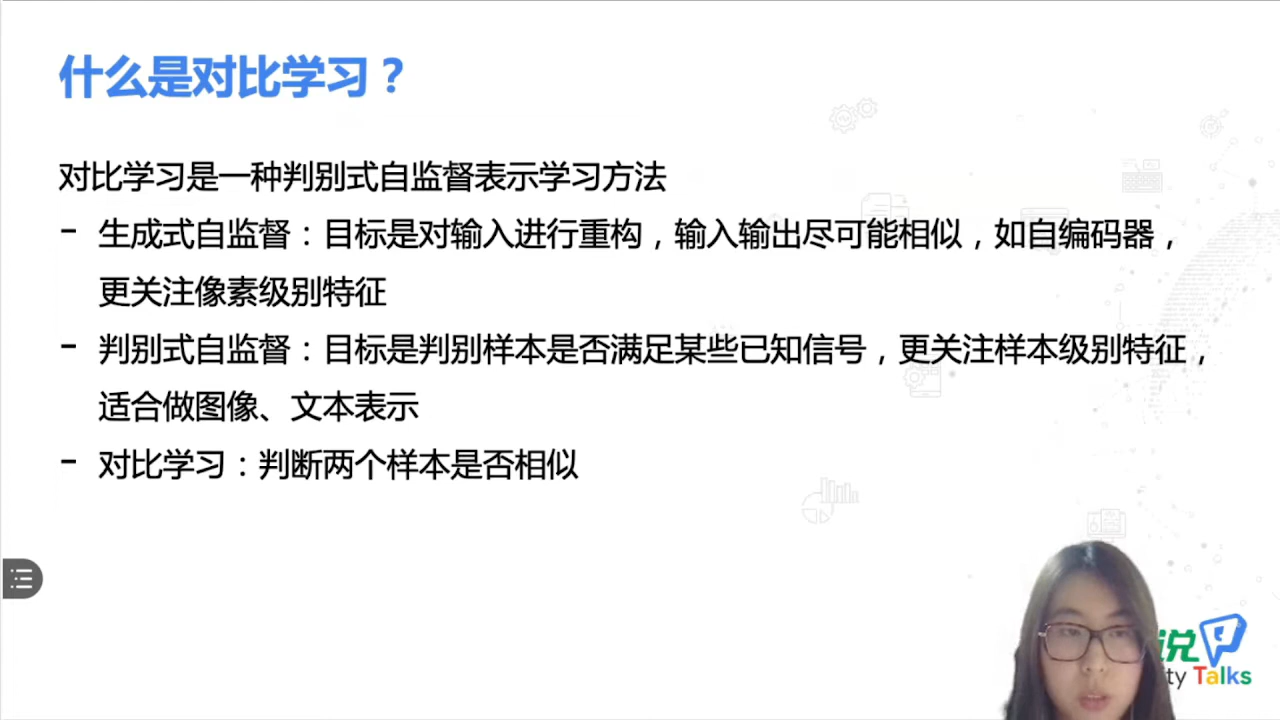 什么是对比学习？
对比学习是一种判别式自监督表示学习方法
- 生成式自监督：目标是对输入进行重构，输入输出尽可能相似，如自编码器，
更关注像素级别特征
- 判别式自监督：目标是判别样本是否满足某些已知信号，更关注样本级别特征，
适合做图像、文本表示
- 对比学习：判断两个样本是否相似
说
ty Talks